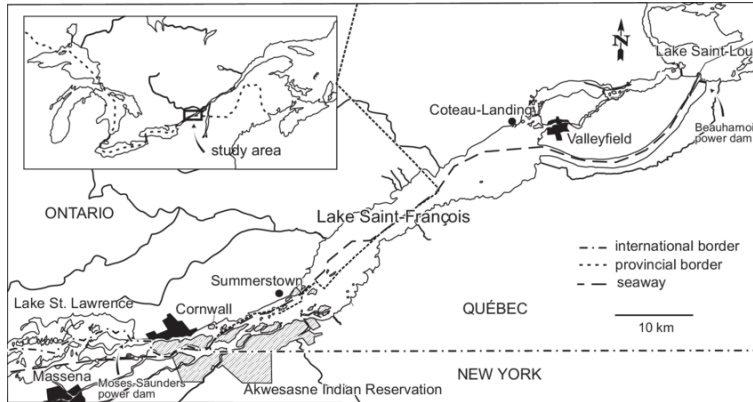 N
Lake Saint-Lou
Coteau-Landing
Valleyfield
Beauharnoi
power dam
study area
ONTARIO
Lake Saint-François
international border
provincial border
seaway
Summerstown
Lake St. Lawrence
Cornwall
QUÉBEC
10 km
Massena
Moses-Saunders
power dam
Akwesasne Indian Reservation
NEW YORK